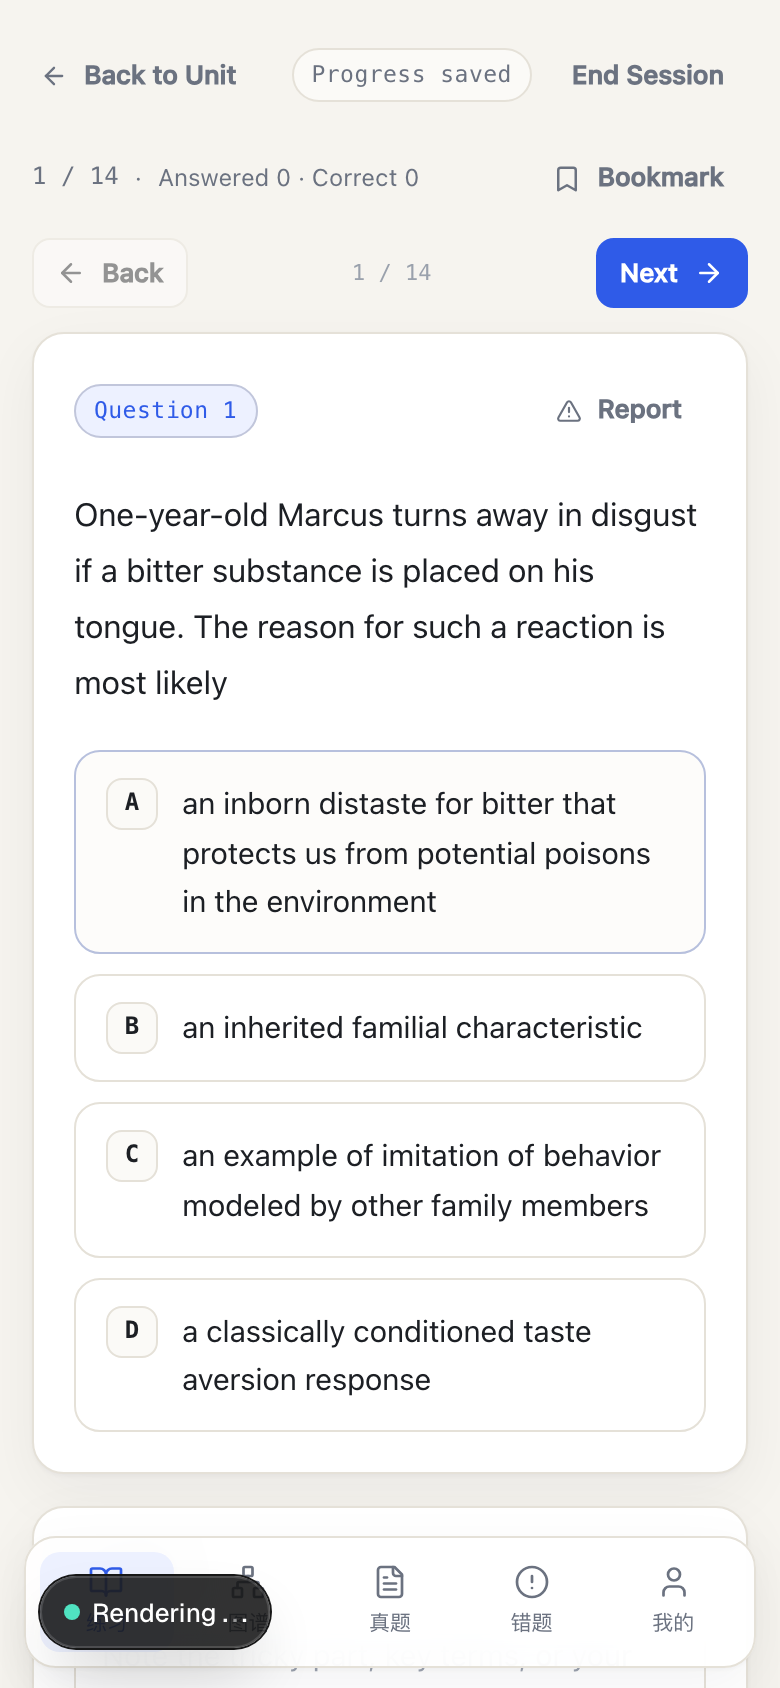 Back to Unit
Progress saved
End Session
1 / 14 · Answered 0 · Correct 0
Bookmark
Back
1 / 14
Next
Question 1
Report
One-year-old Marcus turns away in disgust
if a bitter substance is placed on his
tongue. The reason for such a reaction is
most likely
A
an inborn distaste for bitter that
protects us from potential poisons
in the environment
B
an inherited familial characteristic
C
an example of imitation of behavior
modeled by other family members
D
a classically conditioned taste
aversion response
Rendering ...
练习
图谱
真题
错题
我的